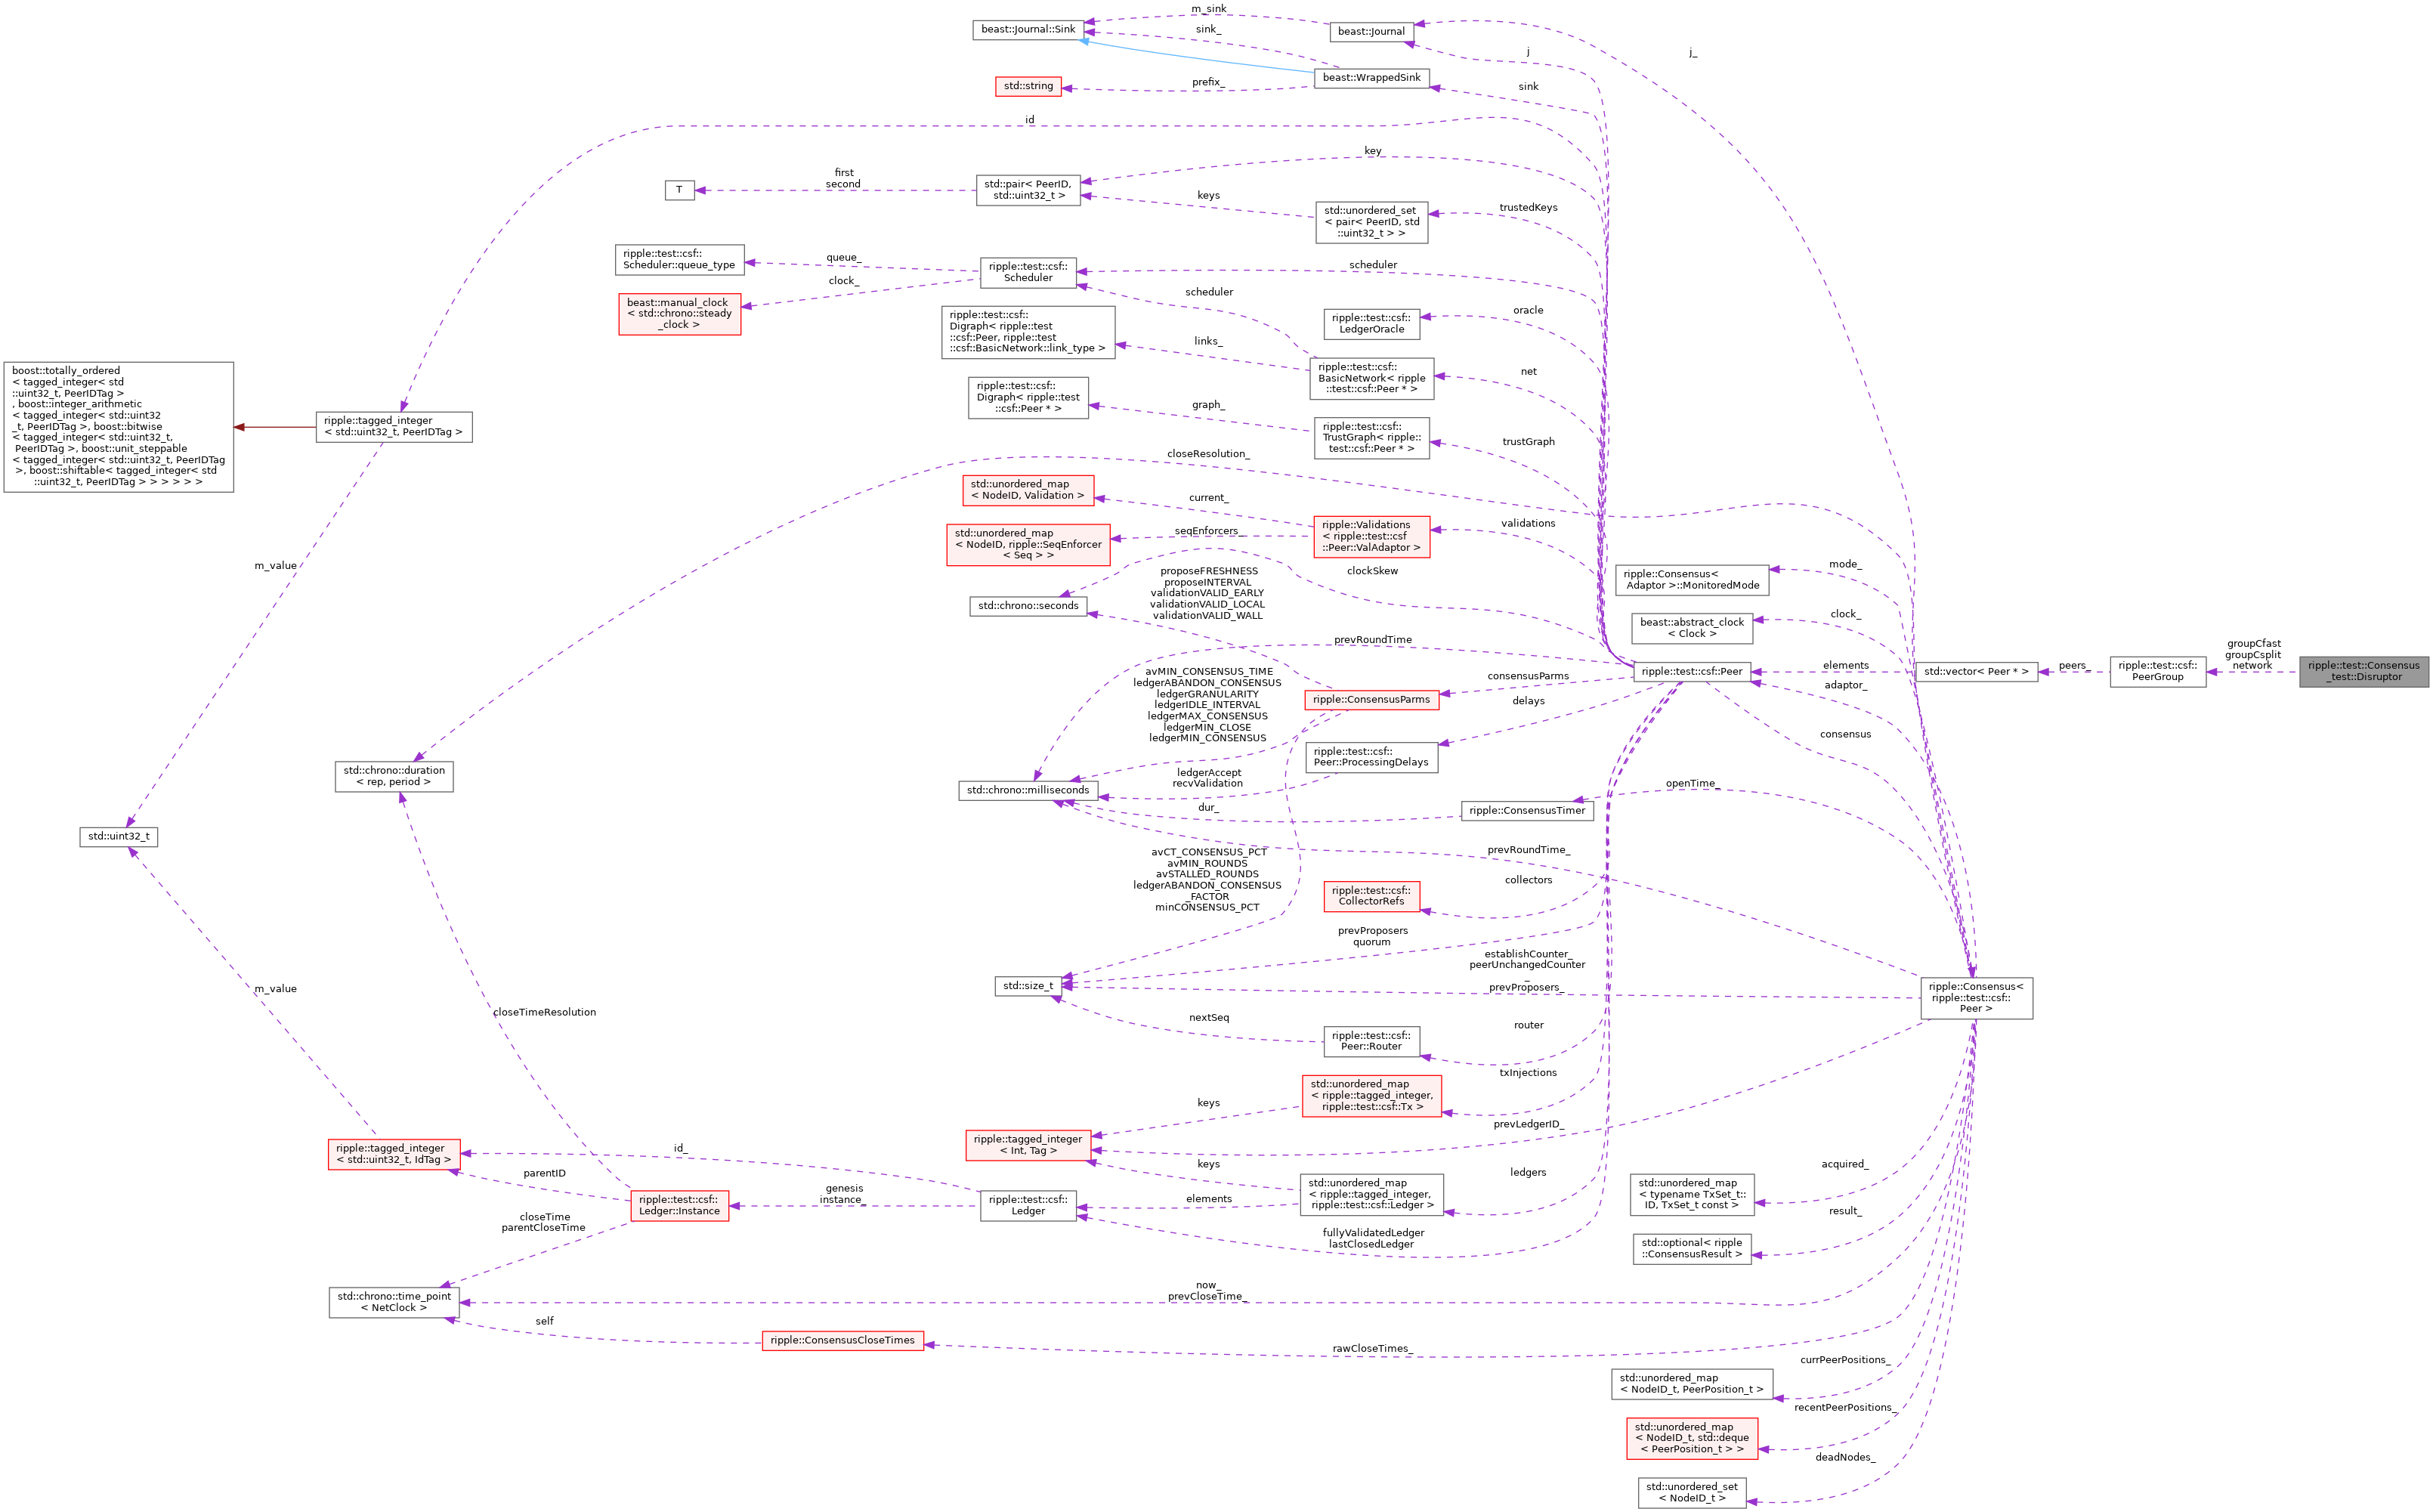 m_sink
beast::Journal::Sink
sink_
beast::Journal
j
j_
beast::WrappedSink
std::string
prefix_
sink
id
key
T
first
second
std::pair< PeerID,
std::uint32_t >
keys
std::unordered_set
< pair< PeerID, std
::uint32_t > >
trustedKeys
ripple::test::csf::
Scheduler::queue_type
queue_
ripple::test::csf::
Scheduler
scheduler
clock_
beast::manual_clock
< std::chrono::steady
_clock >
scheduler
ripple::test::csf::
LedgerOracle
oracle
ripple::test::csf::
Digraph< ripple::test
::csf::Peer, ripple::test
::csf::BasicNetwork::link_type >
links_
ripple::test::csf::
BasicNetwork< ripple
::test::csf::Peer * >
net
ripple::test::csf::
Digraph< ripple::test
::csf::Peer * >
graph_
ripple::test::csf::
TrustGraph< ripple::
test::csf::Peer * >
trustGraph
boost::totally_ordered
< tagged_integer< std
::uint32_t, PeerIDTag >
, boost::integer_arithmetic
< tagged_integer< std::uint32
_t, PeerIDTag >, boost::bitwise
< tagged_integer< std::uint32_t,
PeerIDTag >, boost::unit_steppable
< tagged_integer< std::uint32_t, PeerIDTag
>, boost::shiftable< tagged_integer< std
::uint32_t, PeerIDTag > > > > > >
ripple::tagged_integer
< std::uint32_t, PeerIDTag >
closeResolution_
std::unordered_map
< NodeID, Validation >
current_
std::unordered_map
< NodeID, ripple::SeqEnforcer
< Seq > >
seqEnforcers_
ripple::Validations
< ripple::test::csf
::Peer::ValAdaptor >
validations
m_value
std::chrono::seconds
proposeFRESHNESS
proposeINTERVAL
validationVALID_EARLY
validationVALID_LOCAL
validationVALID_WALL
clockSkew
ripple::Consensus<
Adaptor >::MonitoredMode
mode_
beast::abstract_clock
< Clock >
clock_
prevRoundTime
ripple::test::csf::Peer
elements
std::vector< Peer * >
peers_
ripple::test::csf::
PeerGroup
groupCfast
groupCsplit
network
ripple::test::Consensus
_test::Disruptor
adaptor_
avMIN_CONSENSUS_TIME
ledgerABANDON_CONSENSUS
ledgerGRANULARITY
ledgerIDLE_INTERVAL
ledgerMAX_CONSENSUS
ledgerMIN_CLOSE
ledgerMIN_CONSENSUS
ripple::ConsensusParms
consensusParms
delays
consensus
ripple::test::csf::
Peer::ProcessingDelays
ledgerAccept
recvValidation
std::chrono::duration
< rep, period >
std::chrono::milliseconds
dur_
ripple::ConsensusTimer
openTime_
std::uint32_t
prevRoundTime_
avCT_CONSENSUS_PCT
avMIN_ROUNDS
avSTALLED_ROUNDS
ledgerABANDON_CONSENSUS
_FACTOR
minCONSENSUS_PCT
ripple::test::csf::
CollectorRefs
collectors
prevProposers
quorum
establishCounter_
peerUnchangedCounter
_
prevProposers_
std::size_t
ripple::Consensus<
ripple::test::csf::
Peer >
m_value
closeTimeResolution
nextSeq
ripple::test::csf::
Peer::Router
router
std::unordered_map
< ripple::tagged_integer,
ripple::test::csf::Tx >
txInjections
keys
ripple::tagged_integer
< Int, Tag >
prevLedgerID_
ripple::tagged_integer
< std::uint32_t, IdTag >
id_
parentID
ripple::test::csf::
Ledger::Instance
genesis
instance_
ripple::test::csf::
Ledger
keys
elements
std::unordered_map
< ripple::tagged_integer,
ripple::test::csf::Ledger >
ledgers
acquired_
std::unordered_map
< typename TxSet_t::
ID, TxSet_t const >
result_
closeTime
parentCloseTime
fullyValidatedLedger
lastClosedLedger
std::optional< ripple
::ConsensusResult >
std::chrono::time_point
< NetClock >
now_
prevCloseTime_
self
ripple::ConsensusCloseTimes
rawCloseTimes_
currPeerPositions_
std::unordered_map
< NodeID_t, PeerPosition_t >
recentPeerPositions_
std::unordered_map
< NodeID_t, std::deque
< PeerPosition_t > >
deadNodes_
std::unordered_set
< NodeID_t >